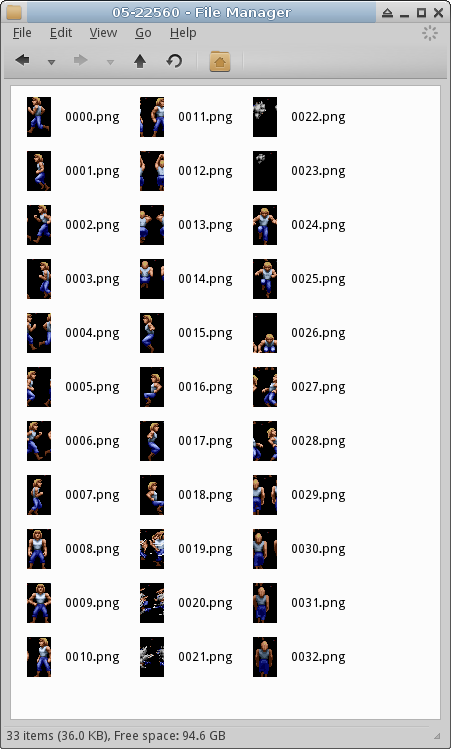 05-22560 - File Manager
File Edit View Go Help
0000.png 0011.png 0022.png
0001.png 0012.png 0023.png
0002.png 0013.png 0024.png
0003.png 0014.png 0025.png
0004.png 0015.png 0026.png
0005.png 0016.png 0027.png
0006.png 0017.png 0028.png
0007.png 0018.png 0029.png
0008.png 0019.png 0030.png
0009.png 0020.png 0031.png
0010.png 0021.png 0032.png
33 items (36.0 KB), Free space: 94.6 GB